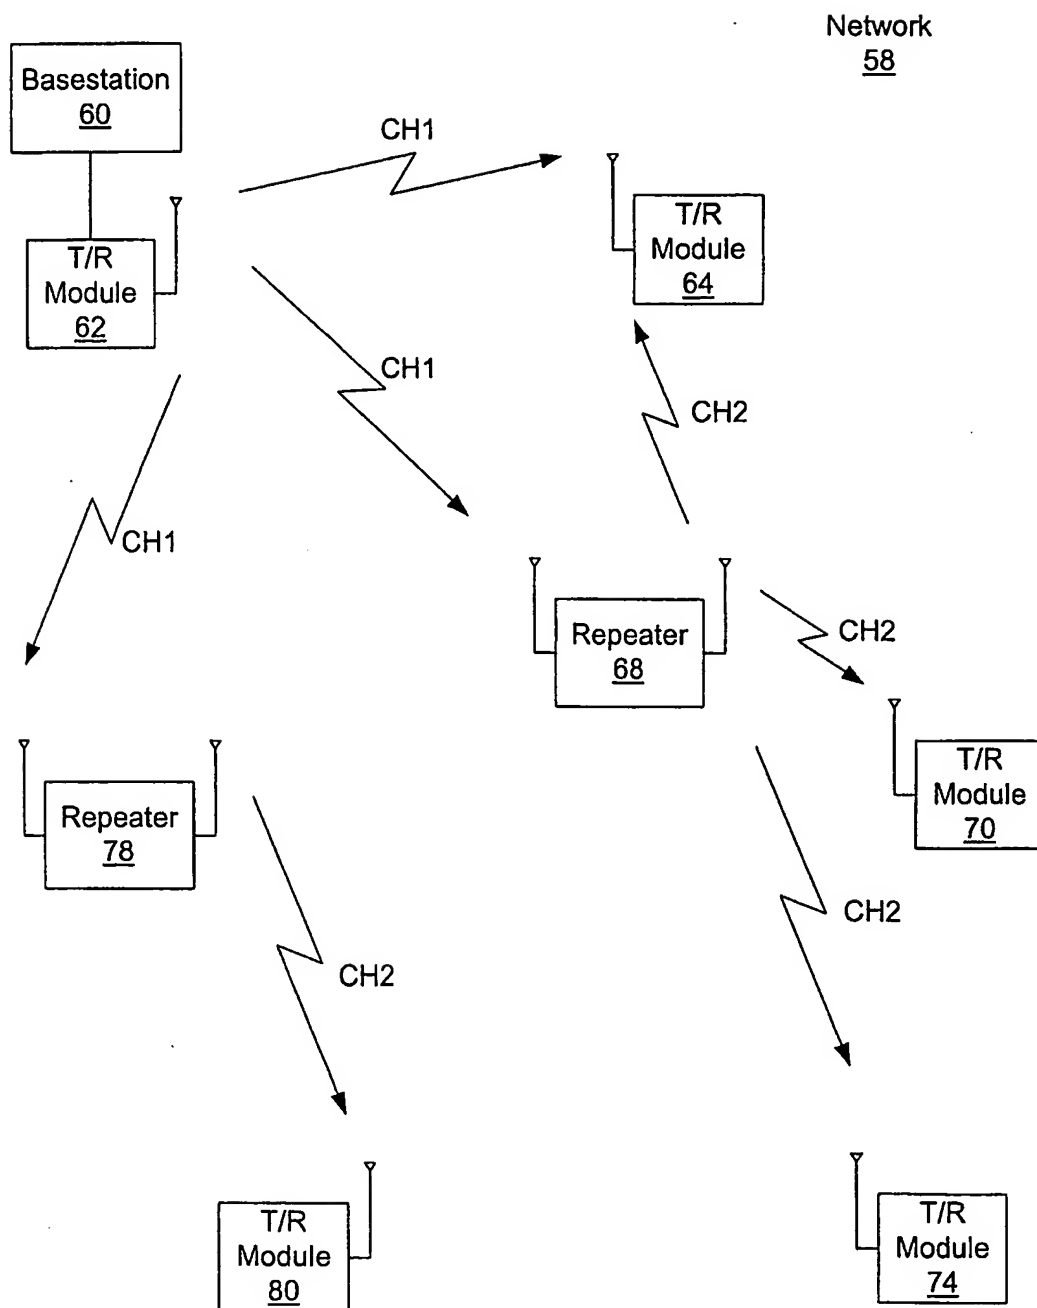 Network
58
Basestation
60
CH1
T/R
Module
62
T/R
Module
64
CH1
CH2
CH1
Repeater
68
CH2
T/R
Module
70
Repeater
78
CH2
CH2
T/R
Module
80
T/R
Module
74